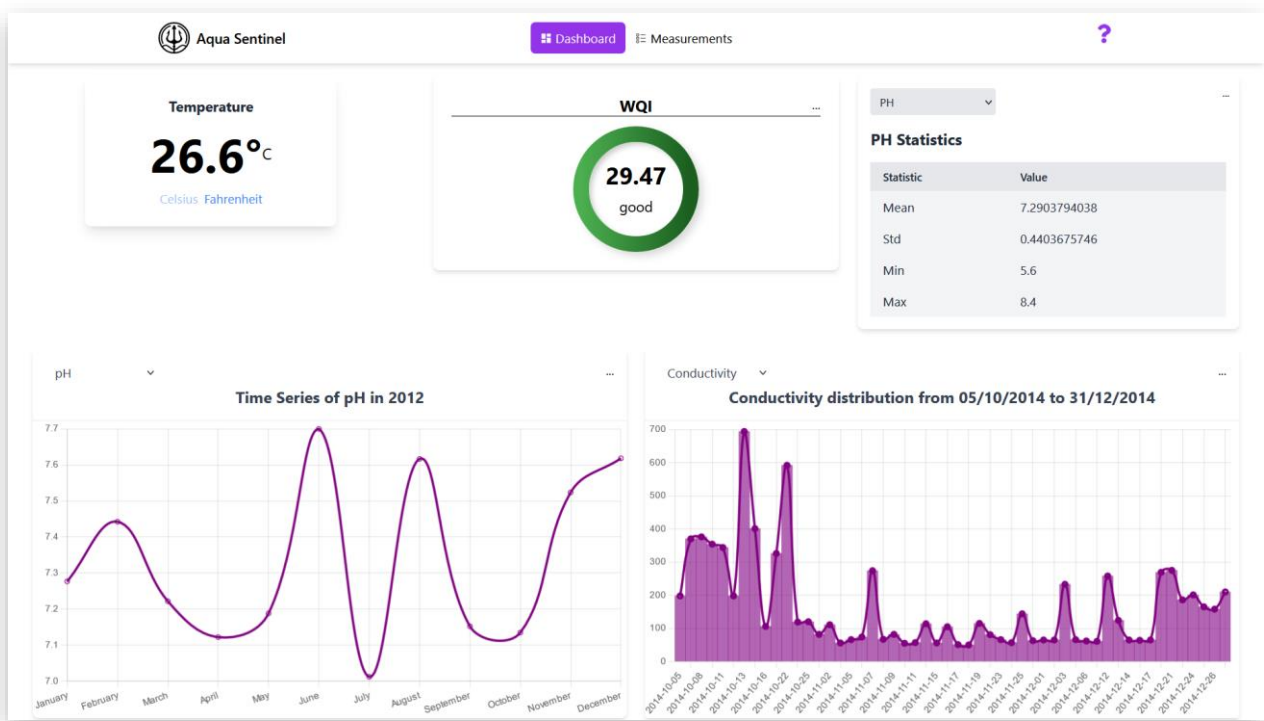 Aqua Sentinel
Dashboard
Measurements
?
Temperature
26.6°C
Celsius Fahrenheit
WQI
...
29.47
good
PH
...
PH Statistics
Statistic Value
Mean 7.2903794038
Std 0.4403675746
Min 5.6
Max 8.4
pH
...
Time Series of pH in 2012
7.7
7.6
7.5
7.4
7.3
7.2
7.1
7.0
January February March April May June July August September October November December
Conductivity
...
Conductivity distribution from 05/10/2014 to 31/12/2014
700
600
500
400
300
200
100
0
2014-10-05 2014-10-08 2014-10-11 2014-10-13 2014-10-16 2014-10-22 2014-10-25 2014-11-02 2014-11-05 2014-11-07 2014-11-09 2014-11-11 2014-11-15 2014-11-17 2014-11-19 2014-11-23 2014-11-25 2014-12-01 2014-12-03 2014-12-06 2014-12-12 2014-12-14 2014-12-17 2014-12-21 2014-12-24 2014-12-26